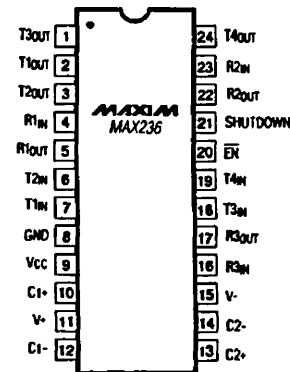 T3OUT 1 24 T4OUT
T1OUT 2 23 R2IN
T2OUT 3 22 R2OUT
R1IN 4 MAXIM 21 SHUTDOWN
R1OUT 5 MAX236 20 EN
T2IN 6 19 T4IN
T1IN 7 18 T3IN
GND 8 17 R3OUT
VCC 9 16 R3IN
C1+ 10 15 V-
V+ 11 14 C2-
C1- 12 13 C2+